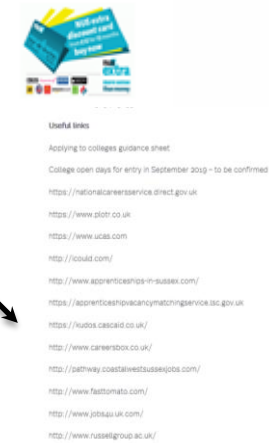 NUS extra
discount card
buy now
extra
Useful links
Applying to colleges guidance sheet
College open days for entry in September 2019 – to be confirmed
https://nationalcareersservice.direct.gov.uk
https://www.plotr.co.uk
https://www.ucas.com
http://icould.com/
http://www.apprenticeships-in-sussex.com/
https://apprenticeshipvacancymatchingservice.lsc.gov.uk
https://kudos.cascaid.co.uk/
http://www.careersbox.co.uk/
http://pathway.coastalwestsussexjobs.com/
http://www.fasttomato.com/
http://www.jobs4u.uk.com/
http://www.russellgroup.ac.uk/